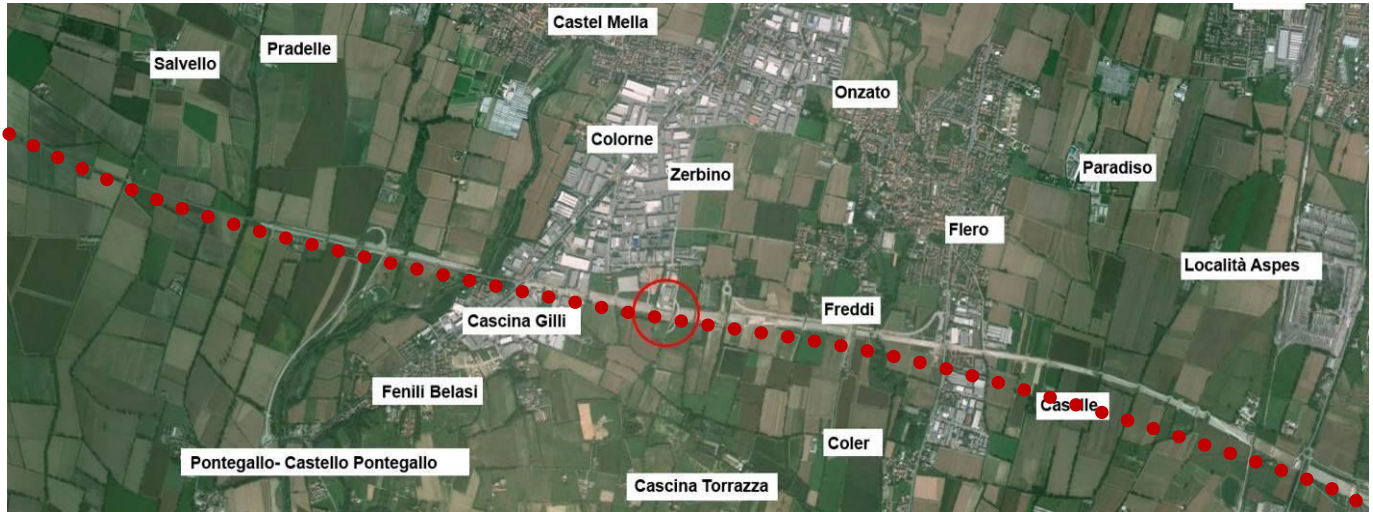 Castel Mella
Pradelle
Salvello
Onzato
Colorne
Paradiso
Zerbino
Flero
Località Aspes
Freddi
Cascina Gilli
Fenili Belasi
Caselle
Coler
Pontegallo- Castello Pontegallo
Cascina Torrazza